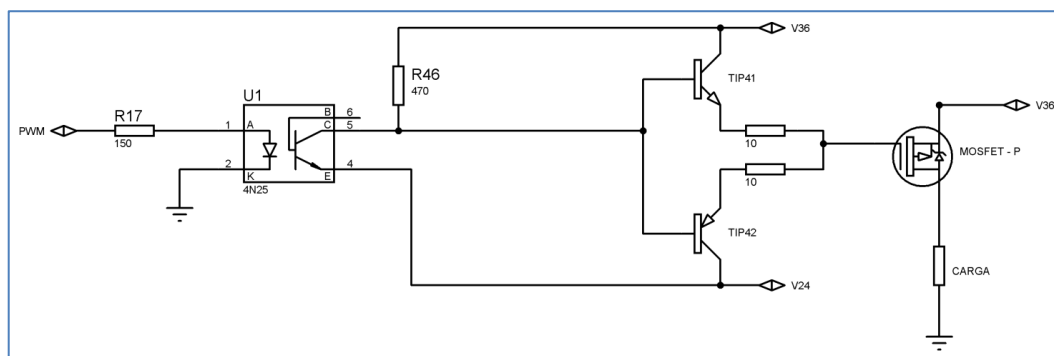 V36
R46
470
TIP41
U1
B
6
R17
C
5
10
V36
PWM
150
1
A
MOSFET - P
2
4
10
K
E
4N25
TIP42
CARGA
V24